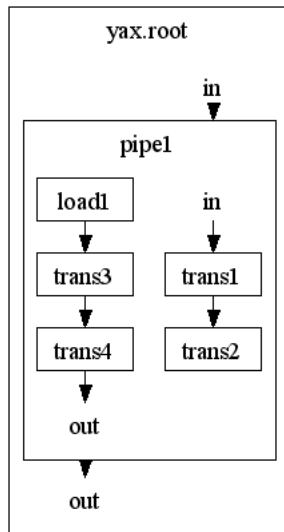 yax.root
in
pipe1
load1
in
trans3
trans1
trans4
trans2
out
out